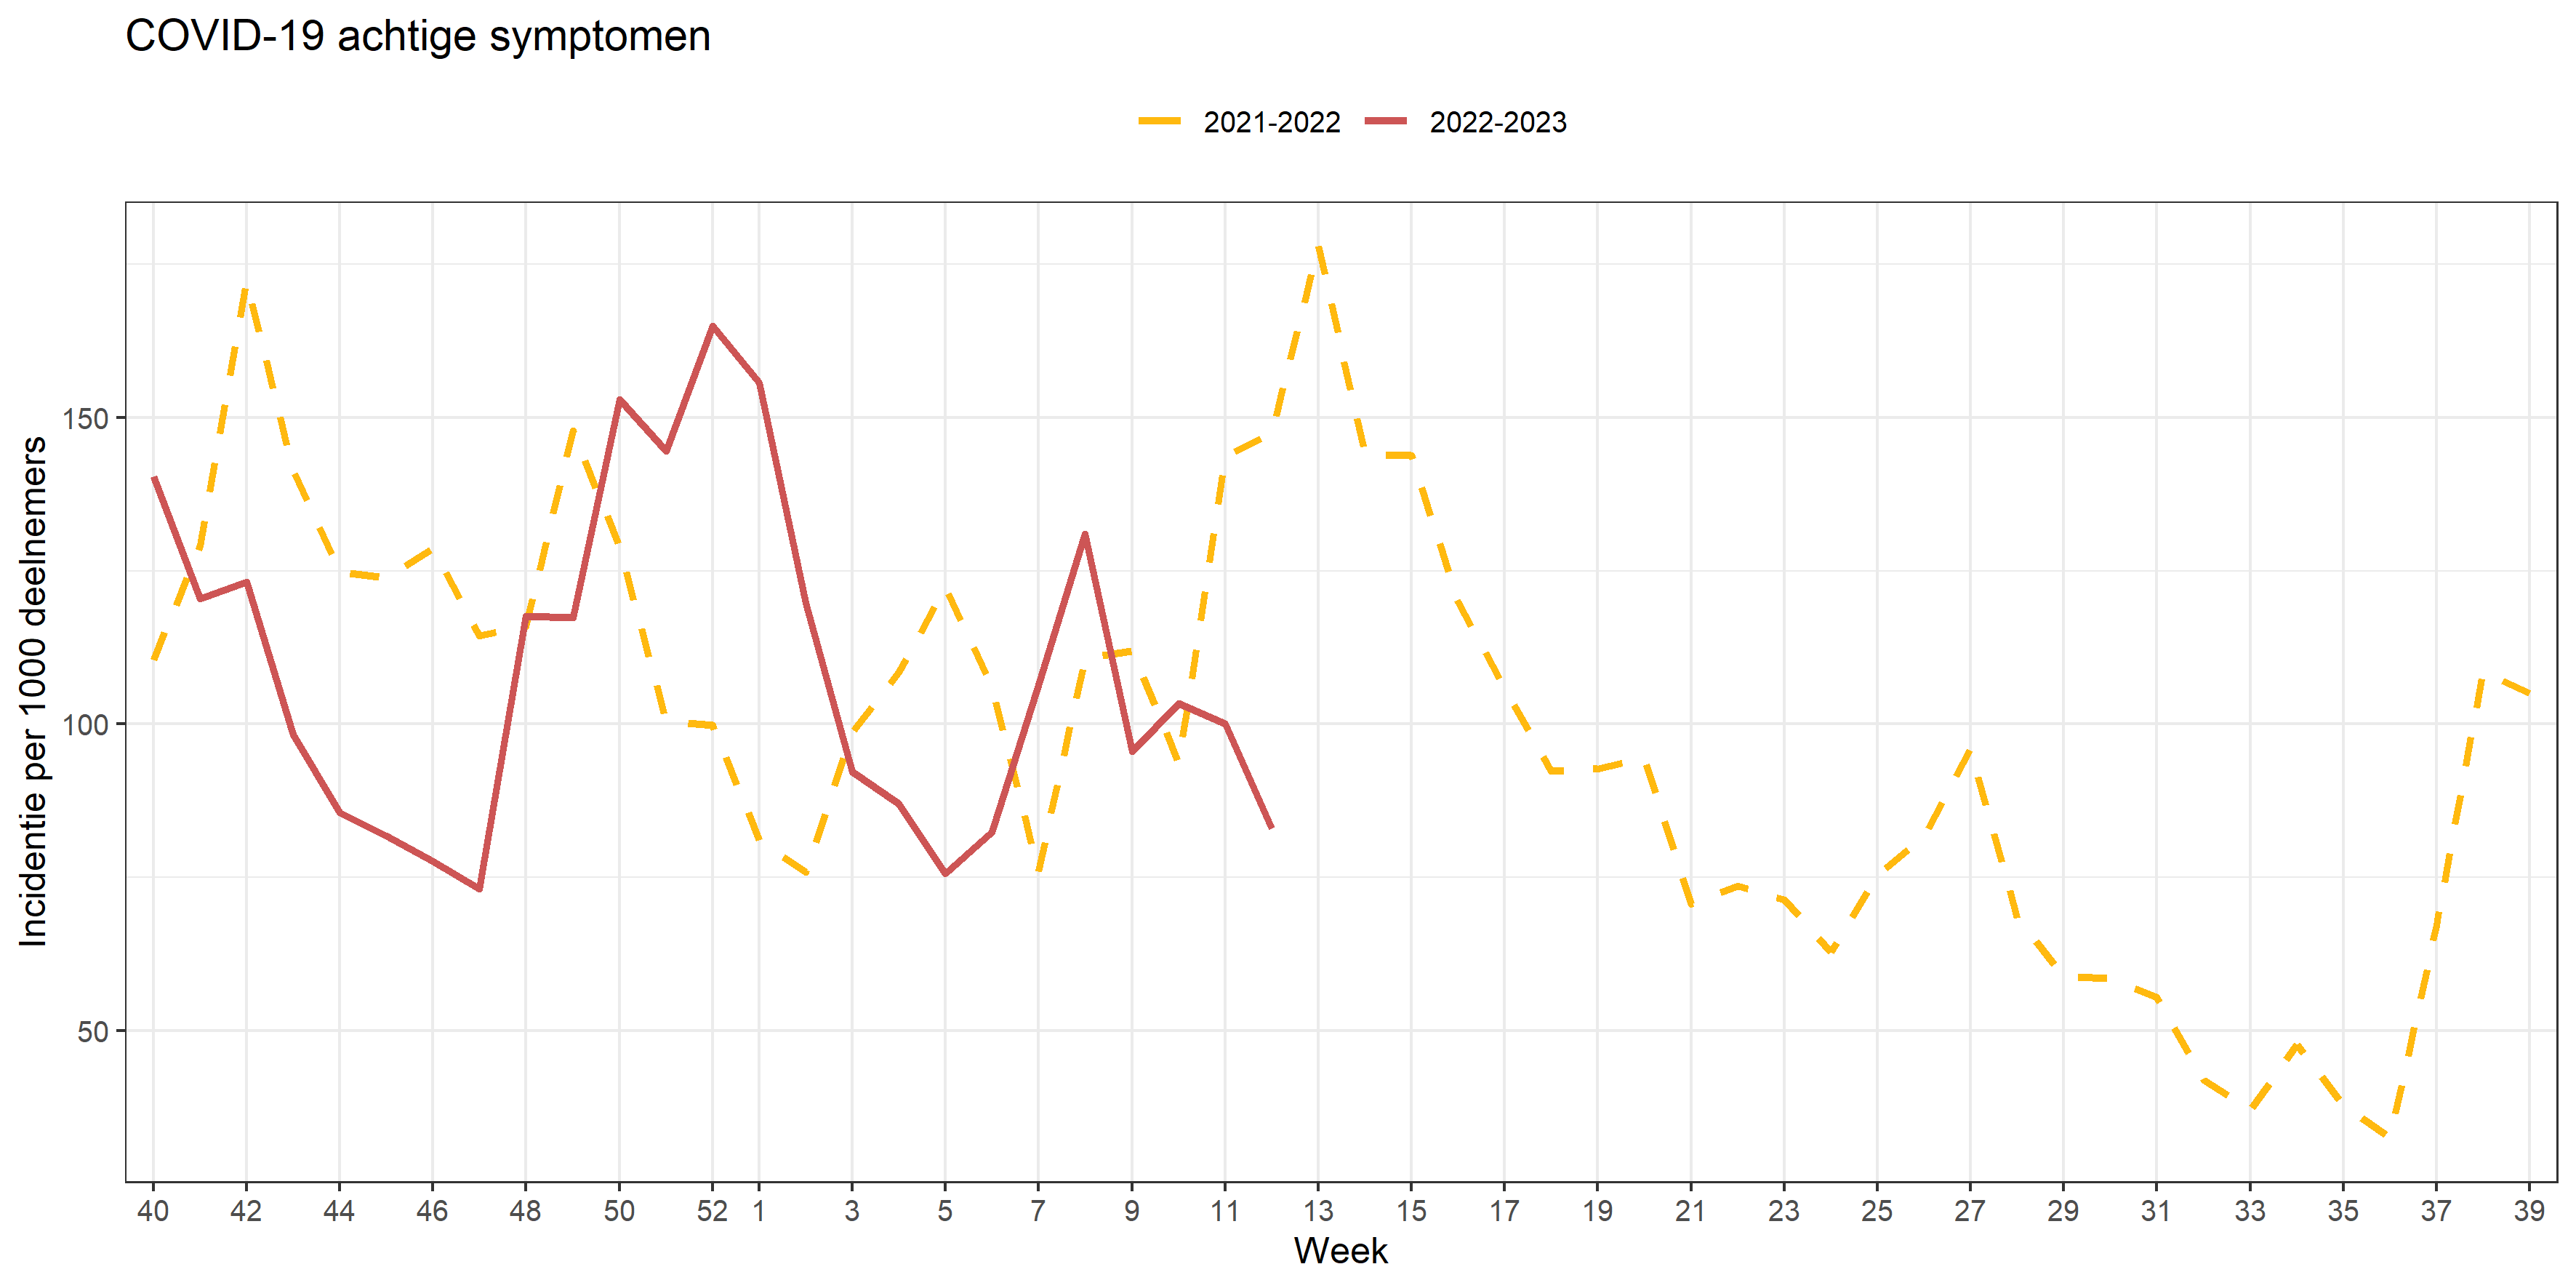 COVID-19 achtige symptomen
2021-2022 2022-2023
Incidentie per 1000 deelnemers
150
100
50
40 42 44 46 48 50 52 1 3 5 7 9 11 13 15 17 19 21 23 25 27 29 31 33 35 37 39
Week